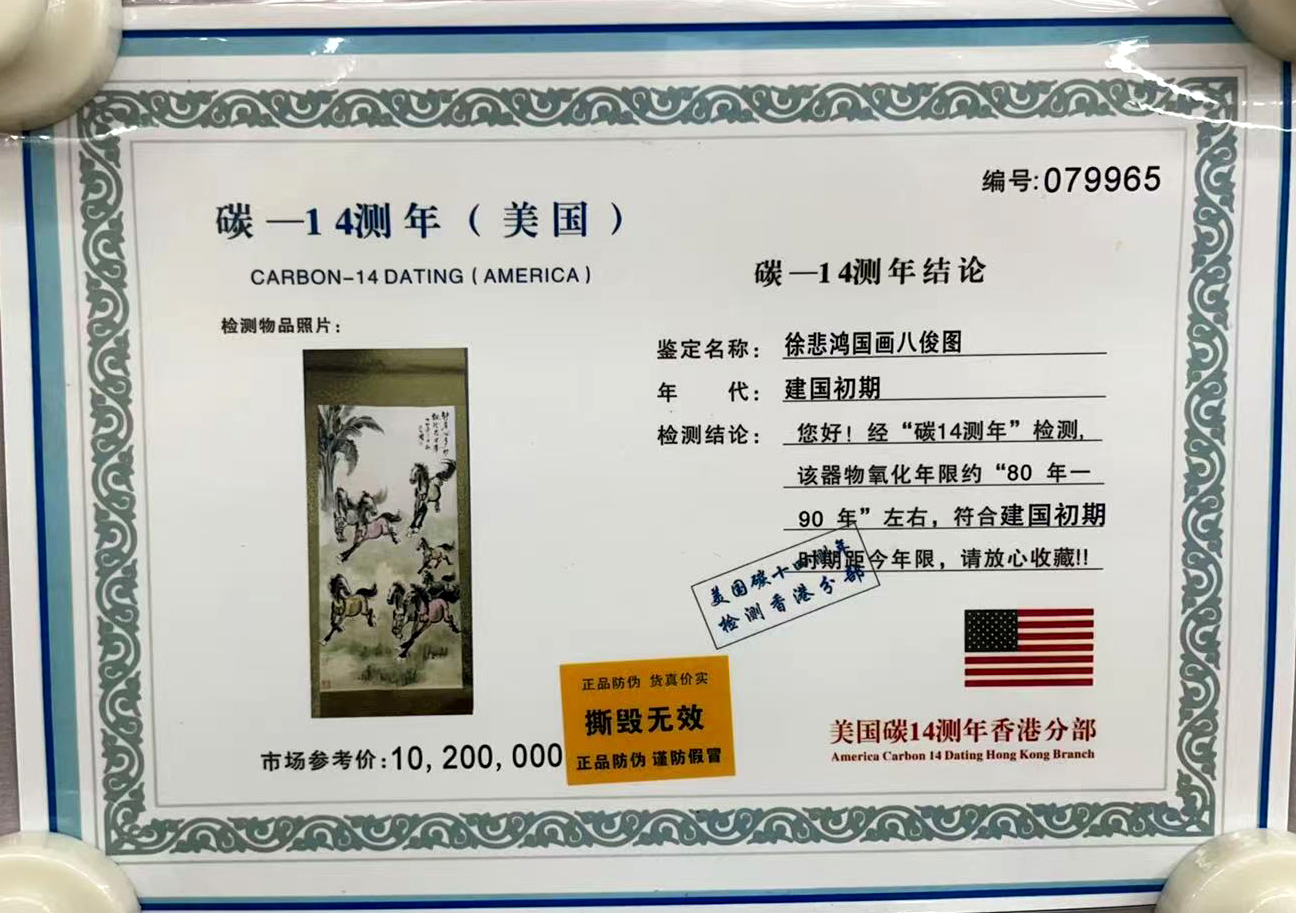 编号:079965
碳—14测年（美国）
CARBON-14 DATING（AMERICA）
检测物品照片：
市场参考价:10,200,000
碳—14测年结论
鉴定名称： 徐悲鸿国画八俊图
年 代： 建国初期
检测结论： 您好！经“碳14测年”检测,
该器物氧化年限约“80 年—
90 年”左右，符合建国初期
时期距今年限，请放心收藏!!
美国碳十四测年
检测香港分部
正品防伪 货真价实
撕毁无效
正品防伪 谨防假冒
美国碳14测年香港分部
America Carbon 14 Dating Hong Kong Branch